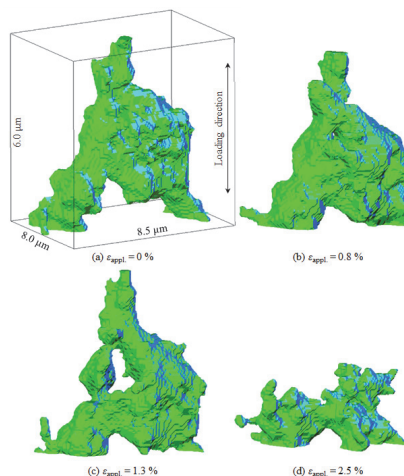 6.0 µm
Loading direction
8.0 µm
8.5 µm
(a) εappl. = 0 %
(b) εappl. = 0.8 %
(c) εappl. = 1.3 %
(d) εappl. = 2.5 %